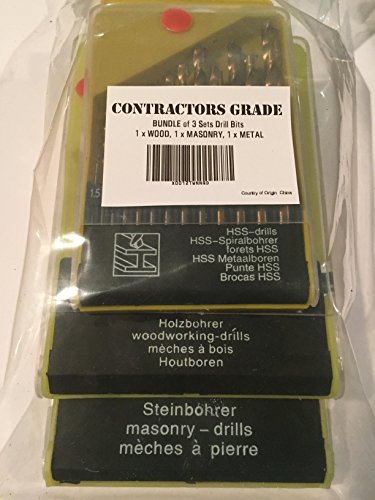 CONTRACTORS GRADE
BUNDLE of 3 Sets Drill Bits
1 x WOOD, 1 x MASONRY, 1 x METAL
Country of Origin China
1.5
HSS-drills
HSS-Spiralbohrer
forets HSS
HSS Metaalboren
Punte HSS
Brocas HSS
Holzbohrer
woodworking-drills
mèches à bois
Houtboren
Steinbohrer
masonry-drills
mèches à pierre